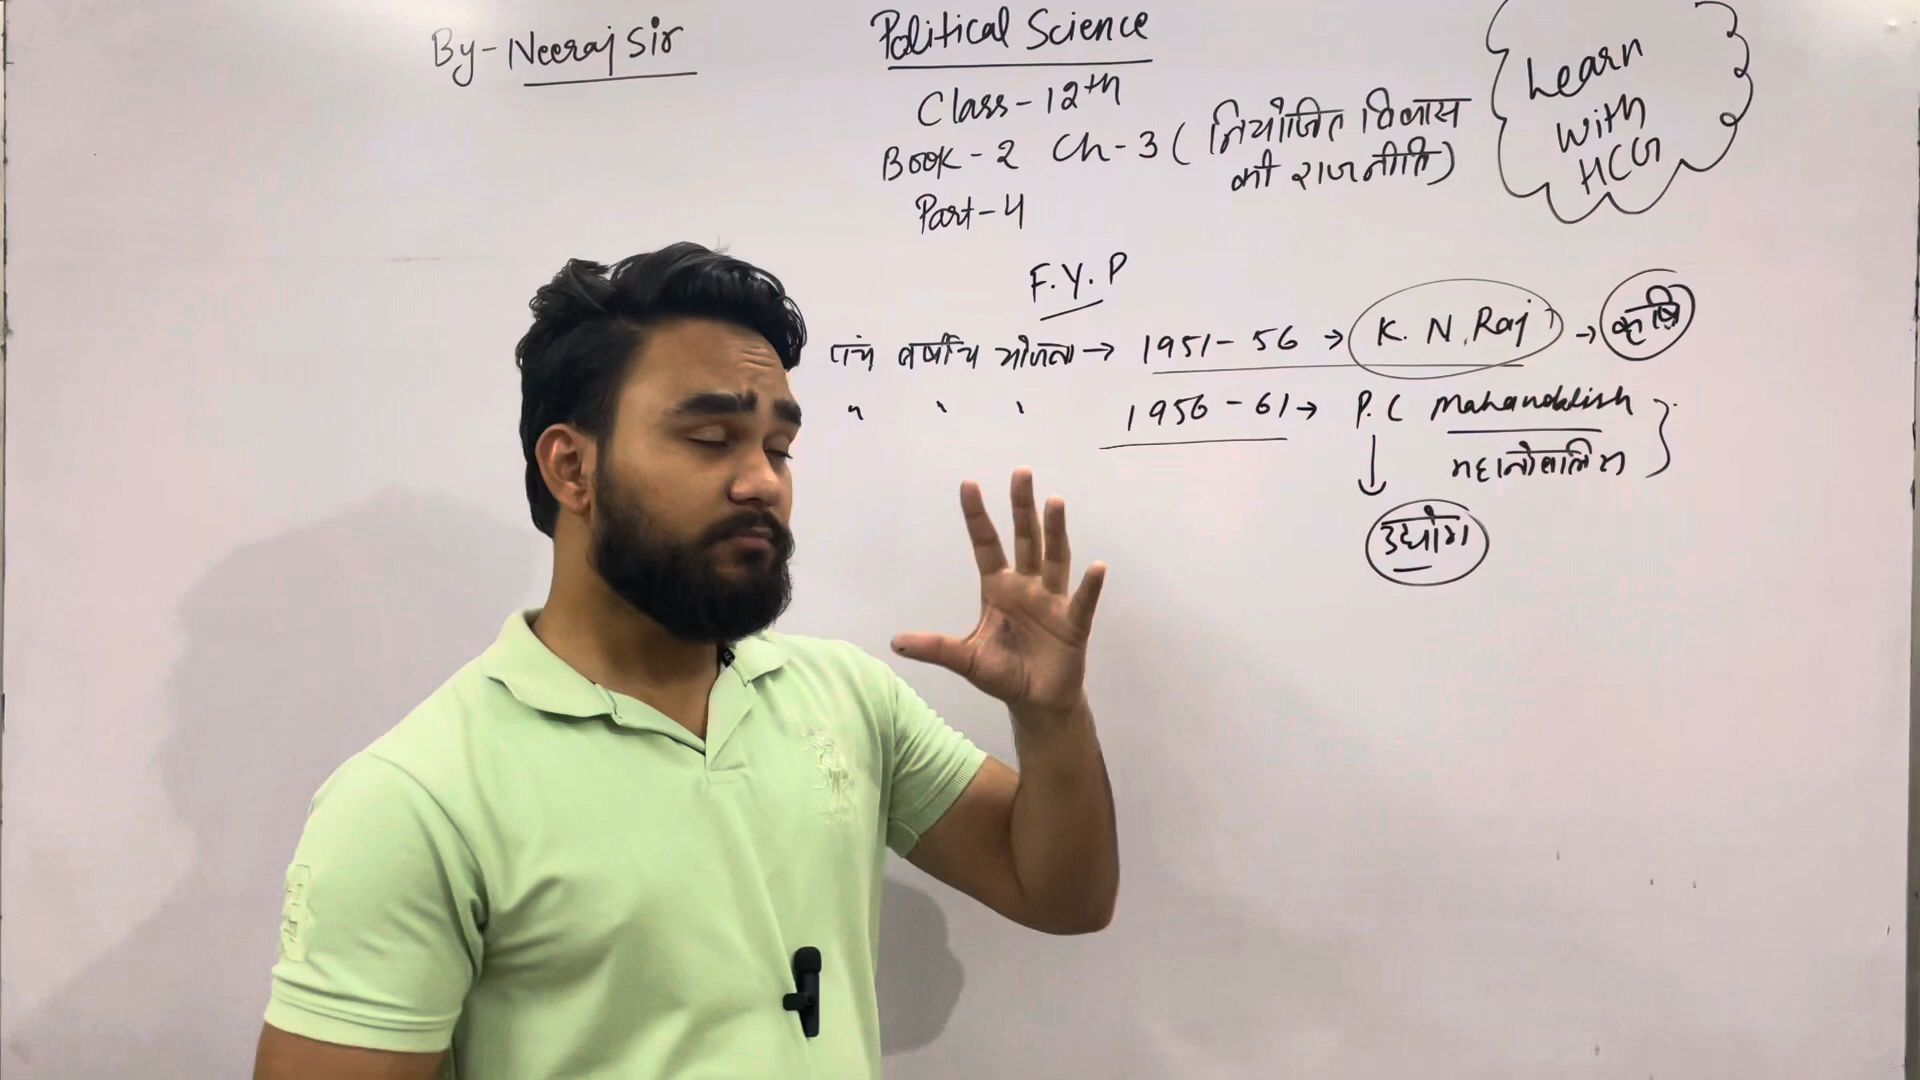 By- Neeraj Sir
Political Science
Class - 12th
Book - 2 Ch - 3 ( नियोजित विकास
की राजनीति)
Part - 4
Learn
with
HCG
F.Y.P
पंच वर्षीय योजना → 1951 - 56 → K. N. Raj → कृषि
" " " 1956 - 61 → P. C Mahanoblish
महानोबालिस
उद्योग